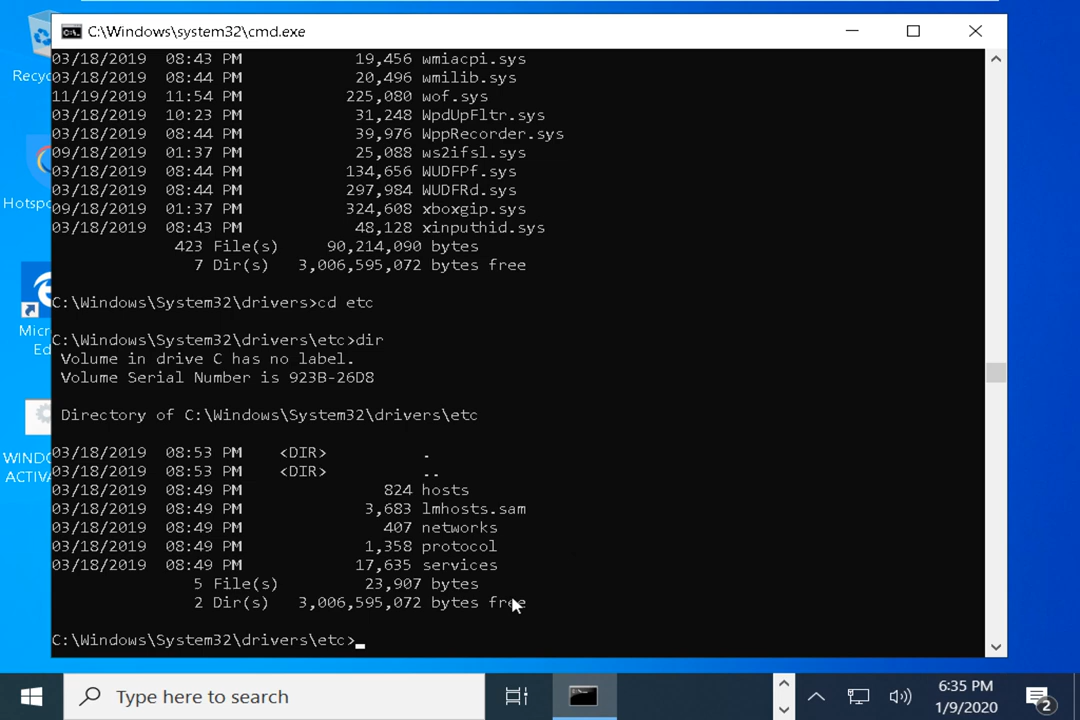 C:\Windows\system32\cmd.exe
03/18/2019  08:43 PM            19,456 wmiacpi.sys
03/18/2019  08:44 PM            20,496 wmilib.sys
11/19/2019  11:54 PM           225,080 wof.sys
03/18/2019  10:23 PM            31,248 WpdUpFltr.sys
03/18/2019  08:44 PM            39,976 WppRecorder.sys
09/18/2019  01:37 PM            25,088 ws2ifsl.sys
03/18/2019  08:44 PM           134,656 WUDFPf.sys
03/18/2019  08:44 PM           297,984 WUDFRd.sys
09/18/2019  01:37 PM           324,608 xboxgip.sys
03/18/2019  08:43 PM            48,128 xinputhid.sys
423 File(s)     90,214,090 bytes
7 Dir(s)   3,006,595,072 bytes free
C:\Windows\System32\drivers>cd etc
C:\Windows\System32\drivers\etc>dir
Volume in drive C has no label.
Volume Serial Number is 923B-26D8
Directory of C:\Windows\System32\drivers\etc
03/18/2019  08:53 PM    <DIR>          .
03/18/2019  08:53 PM    <DIR>          ..
03/18/2019  08:49 PM               824 hosts
03/18/2019  08:49 PM             3,683 lmhosts.sam
03/18/2019  08:49 PM               407 networks
03/18/2019  08:49 PM             1,358 protocol
03/18/2019  08:49 PM            17,635 services
5 File(s)         23,907 bytes
2 Dir(s)   3,006,595,072 bytes free
C:\Windows\System32\drivers\etc>
Recyc
Hotspo
Micr
Ed
WINDO
ACTIVA
Type here to search
6:35 PM
1/9/2020
2